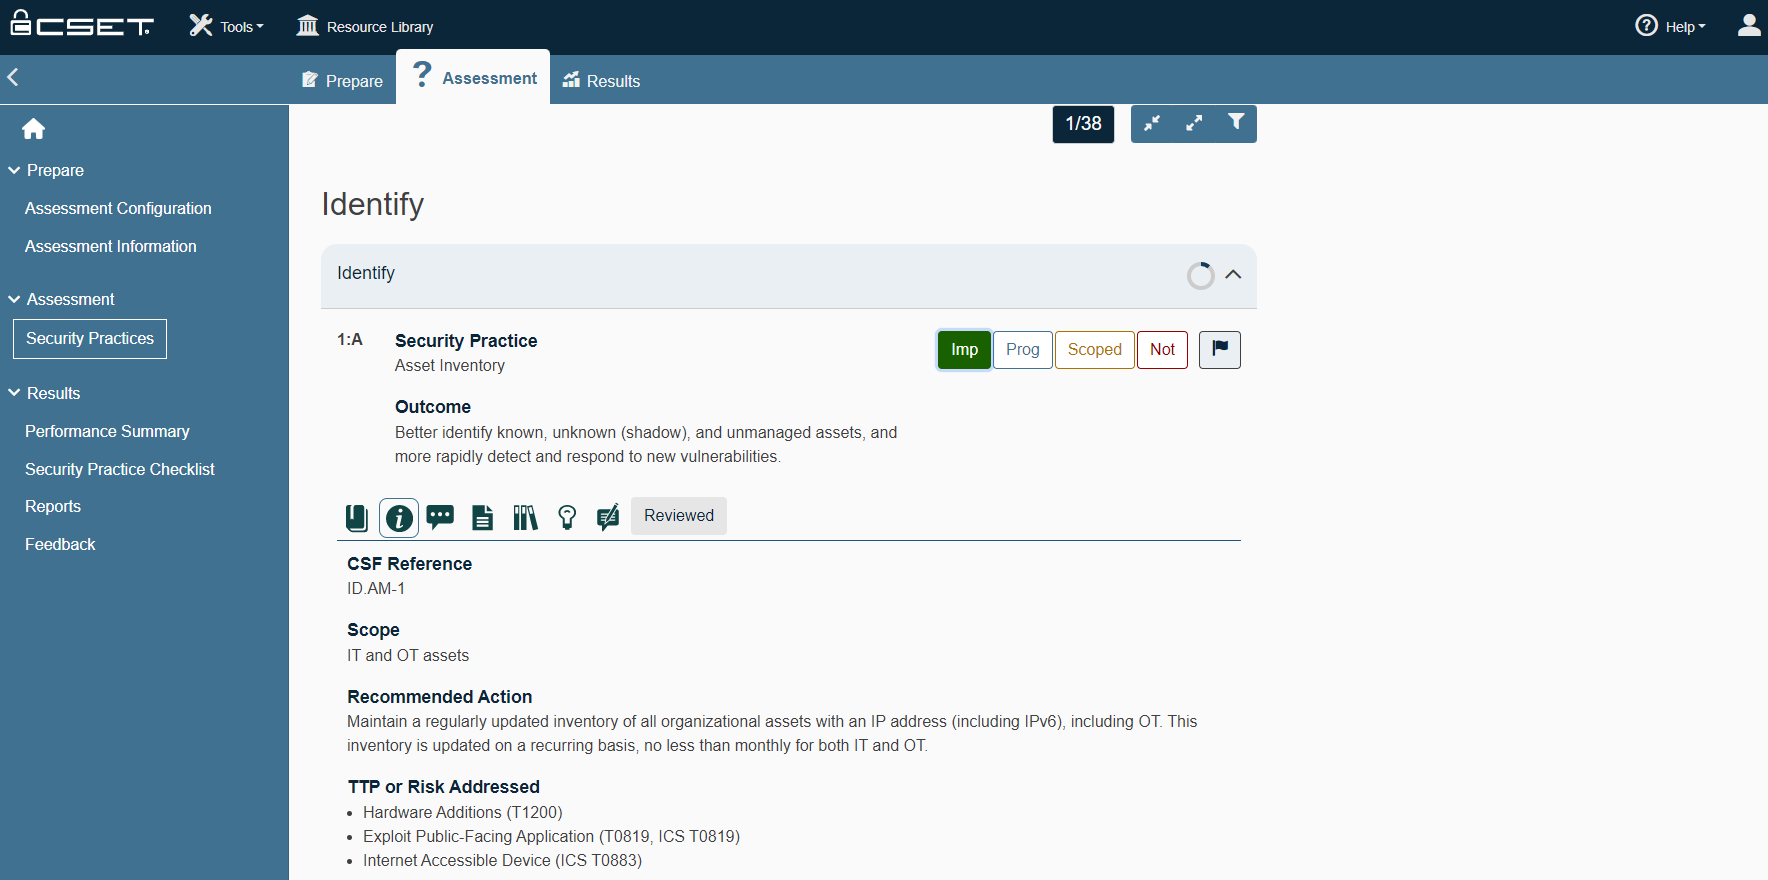 CSET
Tools
Resource Library
Help
Prepare
Assessment
Results
1/38
Prepare
Assessment Configuration
Assessment Information
Assessment
Security Practices
Results
Performance Summary
Security Practice Checklist
Reports
Feedback
Identify
Identify
1:A
Security Practice
Asset Inventory
Imp
Prog
Scoped
Not
Outcome
Better identify known, unknown (shadow), and unmanaged assets, and
more rapidly detect and respond to new vulnerabilities.
Reviewed
CSF Reference
ID.AM-1
Scope
IT and OT assets
Recommended Action
Maintain a regularly updated inventory of all organizational assets with an IP address (including IPv6), including OT. This
inventory is updated on a recurring basis, no less than monthly for both IT and OT.
TTP or Risk Addressed
• Hardware Additions (T1200)
• Exploit Public-Facing Application (T0819, ICS T0819)
• Internet Accessible Device (ICS T0883)